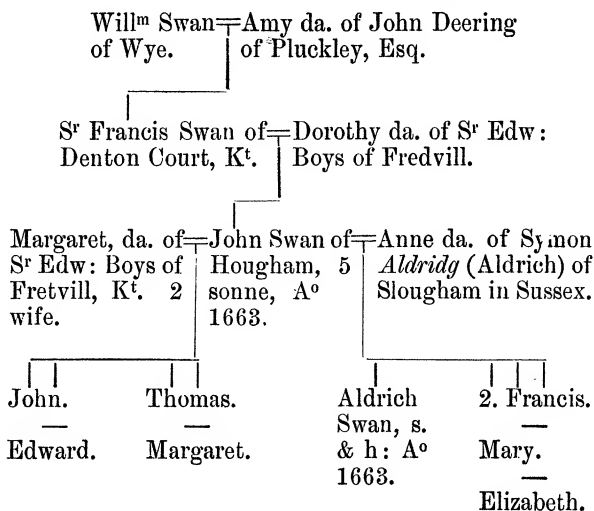 Willᵐ Swan = Amy da. of John Deering
of Wye. of Pluckley, Esq.
Sʳ Francis Swan of = Dorothy da. of Sʳ Edw:
Denton Court, Kᵗ. Boys of Fredvill.
Margaret, da. of = John Swan of = Anne da. of Symon
Sʳ Edw: Boys of Hougham, 5 Aldridg (Aldrich) of
Fretvill, Kᵗ. 2 sonne, Aᵒ Slougham in Sussex.
wife. 1663.
John. Thomas. Aldrich 2. Francis.
Swan, s.
Edward. Margaret. & h: Aᵒ Mary.
1663.
Elizabeth.